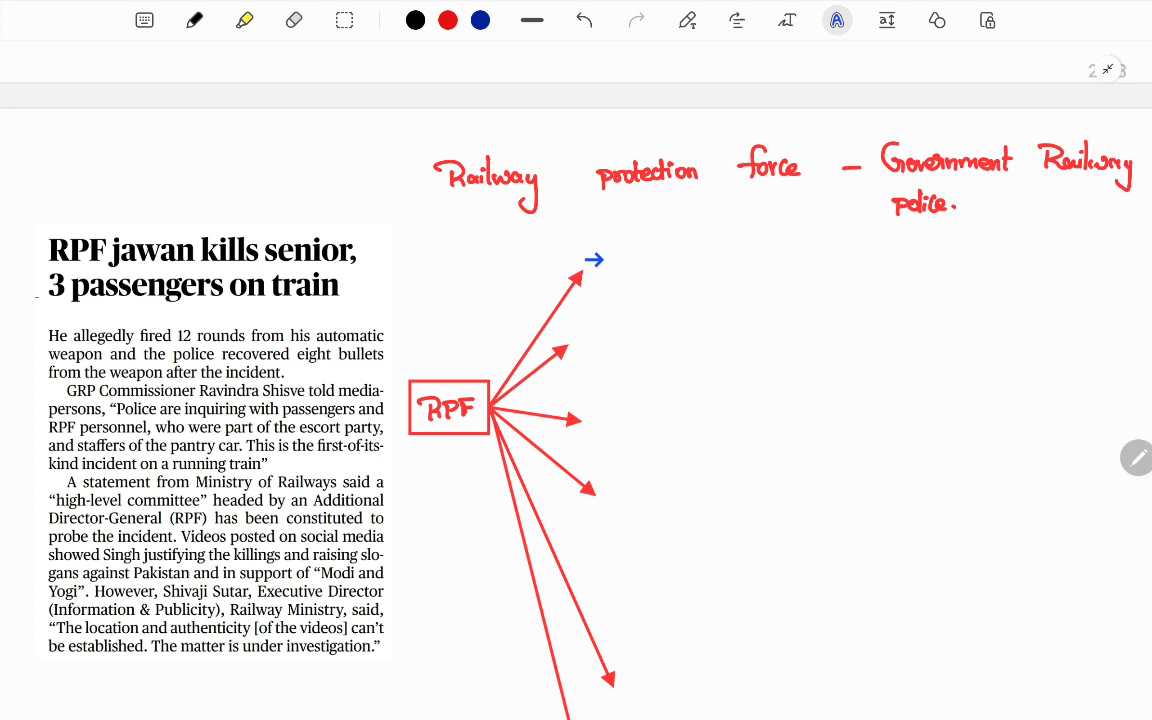 Railway protection force – Government Railway
police.
RPF jawan kills senior,
3 passengers on train
He allegedly fired 12 rounds from his automatic
weapon and the police recovered eight bullets
from the weapon after the incident.
GRP Commissioner Ravindra Shisve told media-
persons, “Police are inquiring with passengers and
RPF personnel, who were part of the escort party,
and staffers of the pantry car. This is the first-of-its-
kind incident on a running train”
A statement from Ministry of Railways said a
“high-level committee” headed by an Additional
Director-General (RPF) has been constituted to
probe the incident. Videos posted on social media
showed Singh justifying the killings and raising slo-
gans against Pakistan and in support of “Modi and
Yogi”. However, Shivaji Sutar, Executive Director
(Information & Publicity), Railway Ministry, said,
“The location and authenticity [of the videos] can’t
be established. The matter is under investigation.”
RPF